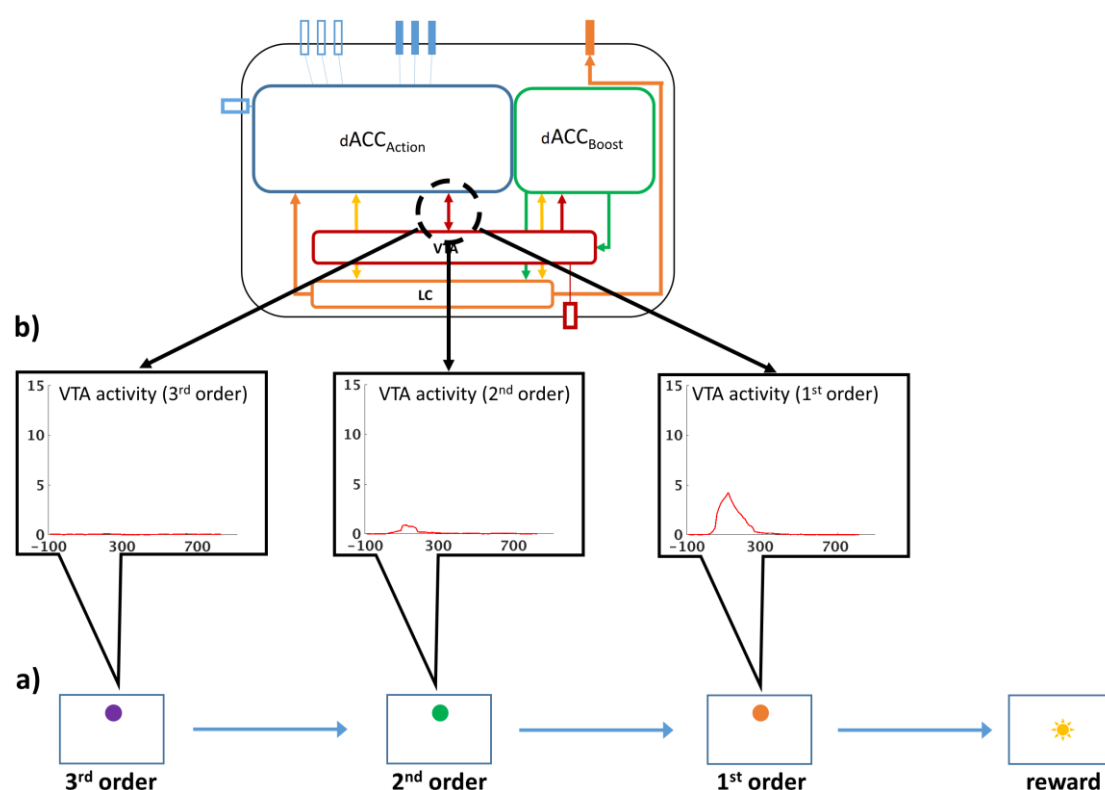 dACCAction
dACCBoost
VTA
LC
b)
VTA activity (3rd order)
15
10
5
0
−100 300 700
VTA activity (2nd order)
15
10
5
0
−100 300 700
VTA activity (1st order)
15
10
5
0
−100 300 700
a)
3rd order
2nd order
1st order
reward